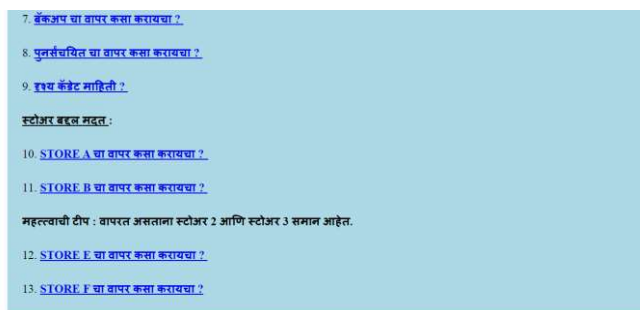 7. बॅकअप चा वापर कसा करायचा ?
8. पुनर्संचयित चा वापर कसा करायचा ?
9. दृश्य कॅडेट माहिती ?
स्टोअर बद्दल मदत :
10. STORE A चा वापर कसा करायचा ?
11. STORE B चा वापर कसा करायचा ?
महत्त्वाची टीप : वापरत असताना स्टोअर 2 आणि स्टोअर 3 समान आहेत.
12. STORE E चा वापर कसा करायचा ?
13. STORE F चा वापर कसा करायचा ?